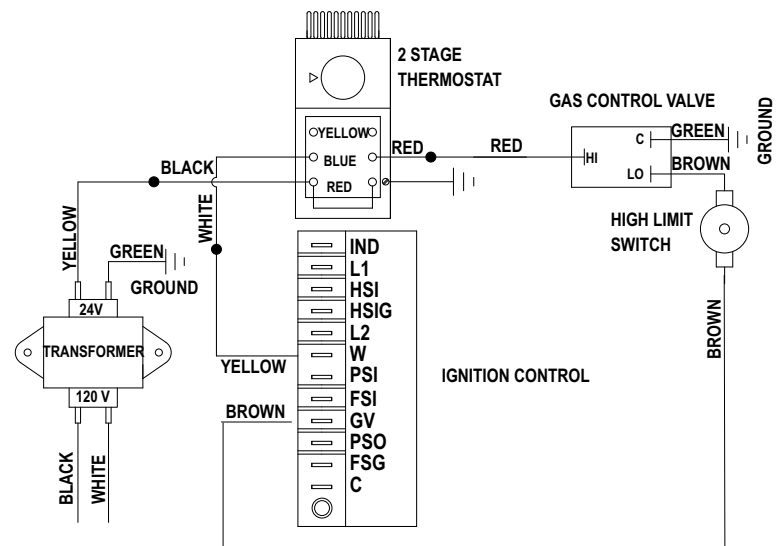 2 STAGE
THERMOSTAT
GAS CONTROL VALVE
YELLOW
BLUE
RED
RED
RED
HI
C
LO
GREEN
GROUND
BROWN
BLACK
WHITE
YELLOW
GREEN
GROUND
HIGH LIMIT
SWITCH
24V
TRANSFORMER
120 V
BLACK
WHITE
YELLOW
BROWN
IND
L1
HSI
HSIG
L2
W
PSI
FSI
GV
PSO
FSG
C
IGNITION CONTROL
BROWN